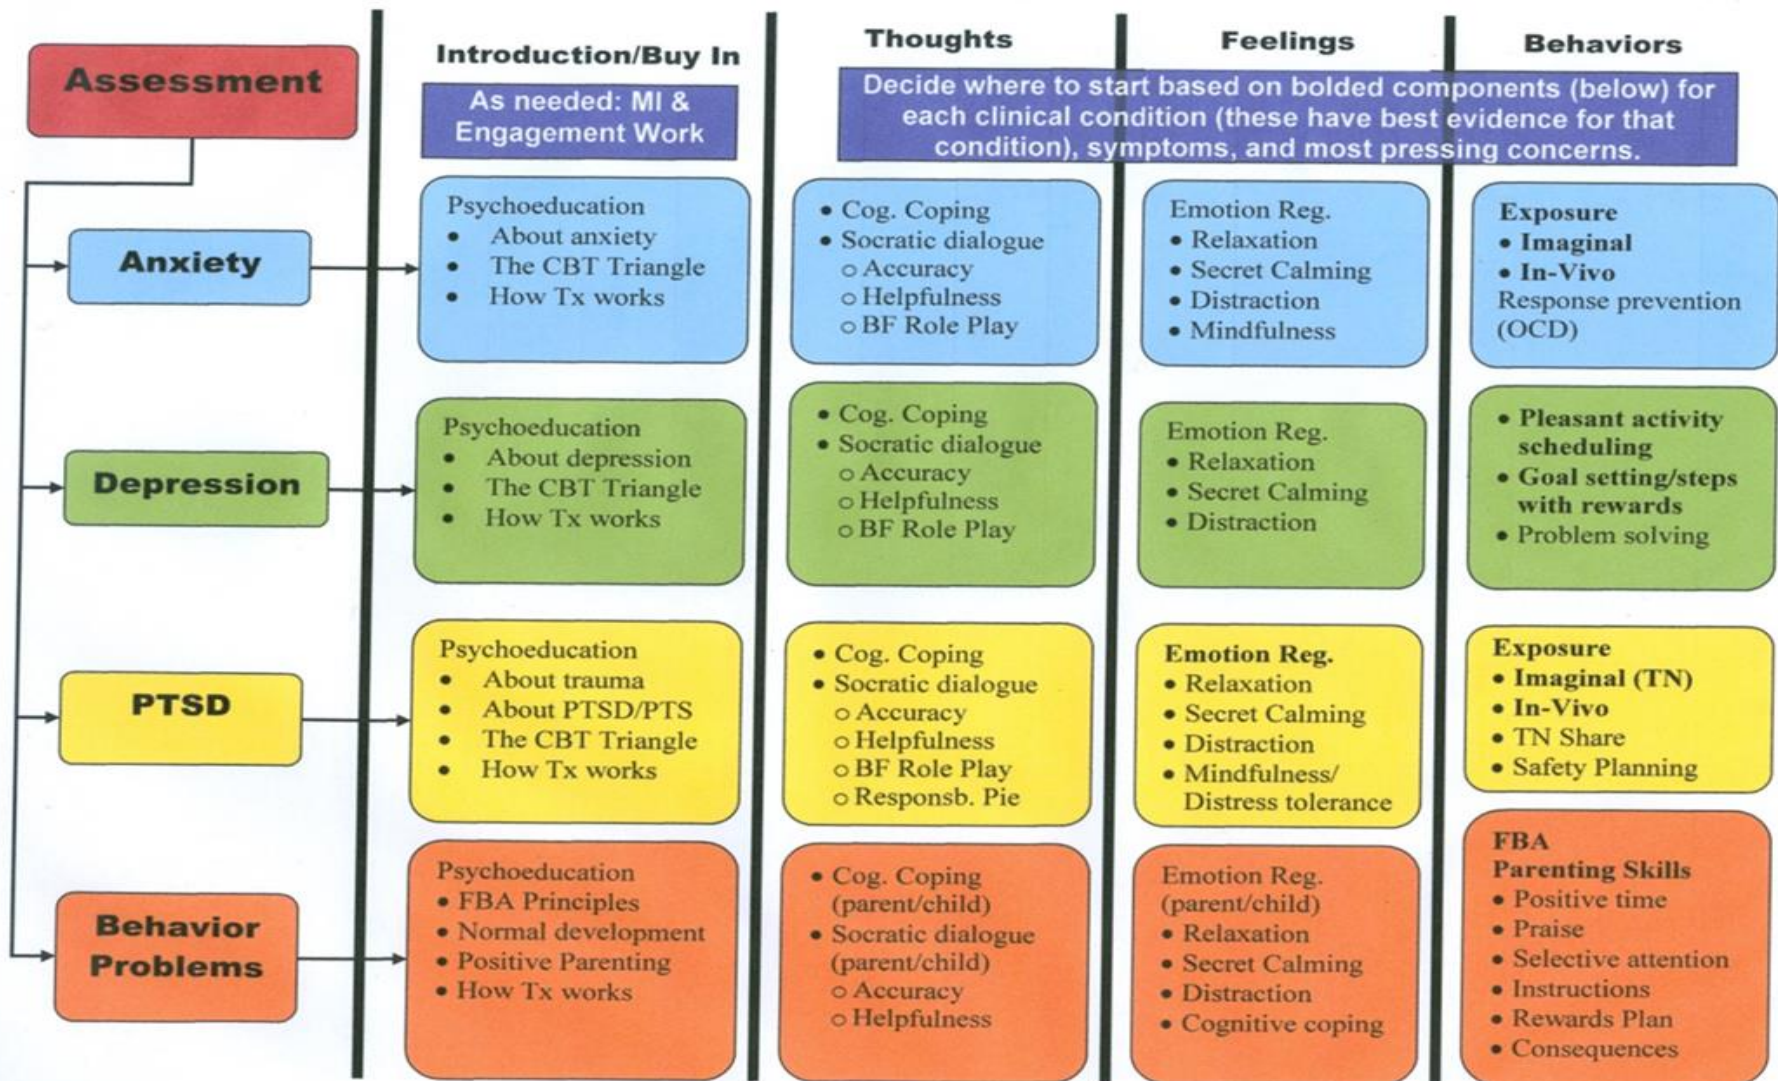 Assessment
Introduction/Buy In
Thoughts
Feelings
Behaviors
As needed: MI &
Engagement Work
Decide where to start based on bolded components (below) for
each clinical condition (these have best evidence for that
condition), symptoms, and most pressing concerns.
Anxiety
Psychoeducation
• About anxiety
• The CBT Triangle
• How Tx works
• Cog. Coping
• Socratic dialogue
o Accuracy
o Helpfulness
o BF Role Play
Emotion Reg.
• Relaxation
• Secret Calming
• Distraction
• Mindfulness
Exposure
• Imaginal
• In-Vivo
Response prevention
(OCD)
Depression
Psychoeducation
• About depression
• The CBT Triangle
• How Tx works
• Cog. Coping
• Socratic dialogue
o Accuracy
o Helpfulness
o BF Role Play
Emotion Reg.
• Relaxation
• Secret Calming
• Distraction
• Pleasant activity
scheduling
• Goal setting/steps
with rewards
• Problem solving
PTSD
Psychoeducation
• About trauma
• About PTSD/PTS
• The CBT Triangle
• How Tx works
• Cog. Coping
• Socratic dialogue
o Accuracy
o Helpfulness
o BF Role Play
o Responsb. Pie
Emotion Reg.
• Relaxation
• Secret Calming
• Distraction
• Mindfulness/
Distress tolerance
Exposure
• Imaginal (TN)
• In-Vivo
• TN Share
• Safety Planning
Behavior
Problems
Psychoeducation
• FBA Principles
• Normal development
• Positive Parenting
• How Tx works
• Cog. Coping
(parent/child)
• Socratic dialogue
(parent/child)
o Accuracy
o Helpfulness
Emotion Reg.
(parent/child)
• Relaxation
• Secret Calming
• Distraction
• Cognitive coping
FBA
Parenting Skills
• Positive time
• Praise
• Selective attention
• Instructions
• Rewards Plan
• Consequences